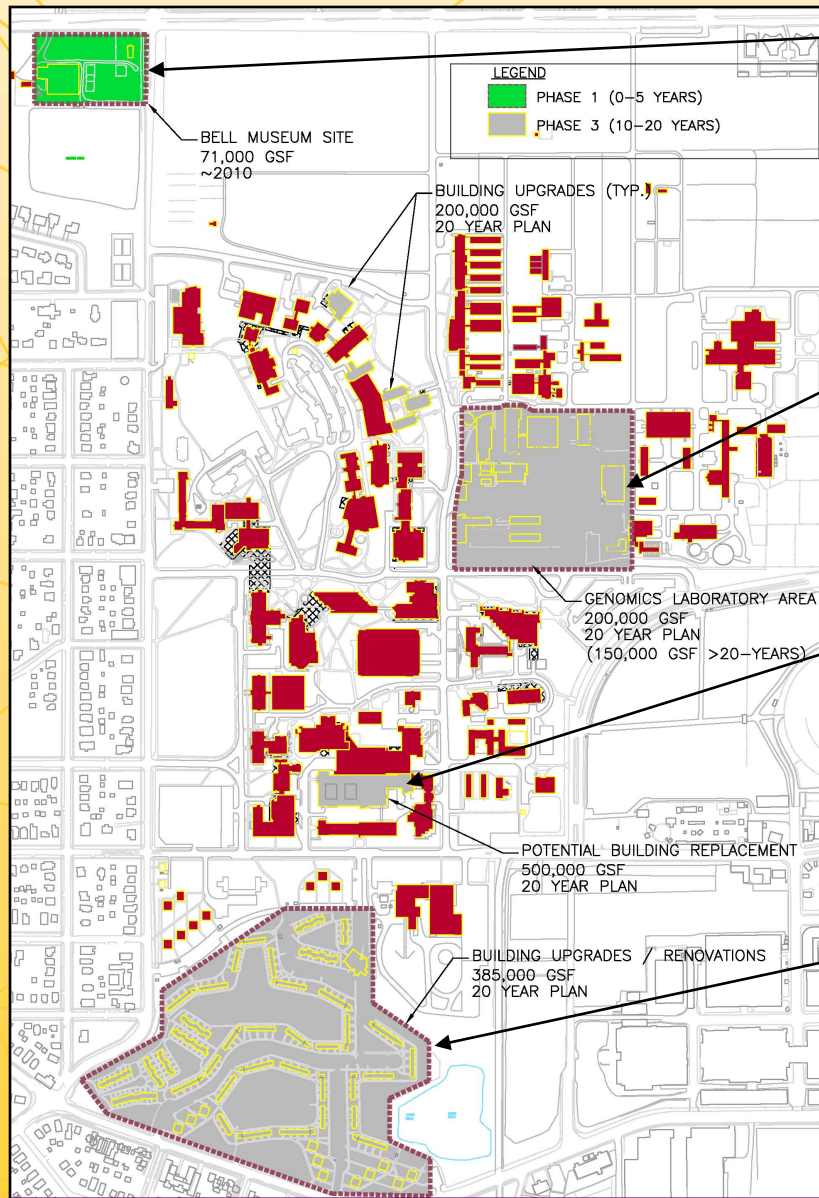 LEGEND
PHASE 1 (0-5 YEARS)
PHASE 3 (10-20 YEARS)
BELL MUSEUM SITE
71,000 GSF
~2010
BUILDING UPGRADES (TYP.)
200,000 GSF
20 YEAR PLAN
GENOMICS LABORATORY AREA
200,000 GSF
20 YEAR PLAN
(150,000 GSF >20-YEARS)
POTENTIAL BUILDING REPLACEMENT
500,000 GSF
20 YEAR PLAN
BUILDING UPGRADES / RENOVATIONS
385,000 GSF
20 YEAR PLAN